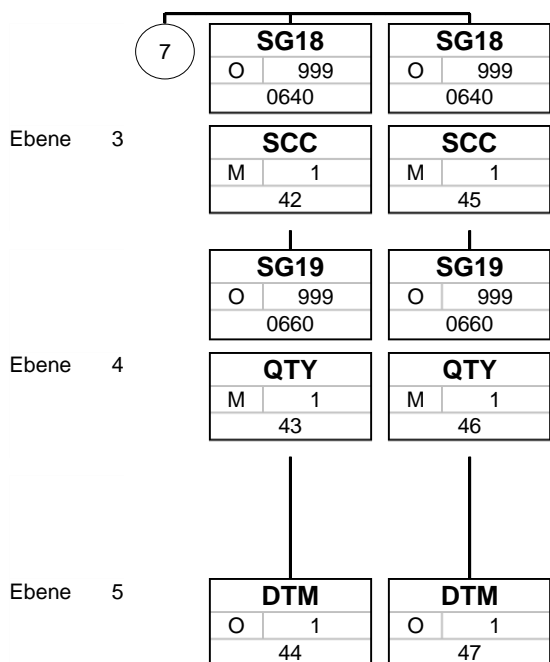 7
SG18 SG18
O 999 O 999
0640 0640
Ebene 3 SCC SCC
M 1 M 1
42 45
SG19 SG19
O 999 O 999
0660 0660
Ebene 4 QTY QTY
M 1 M 1
43 46
Ebene 5 DTM DTM
O 1 O 1
44 47